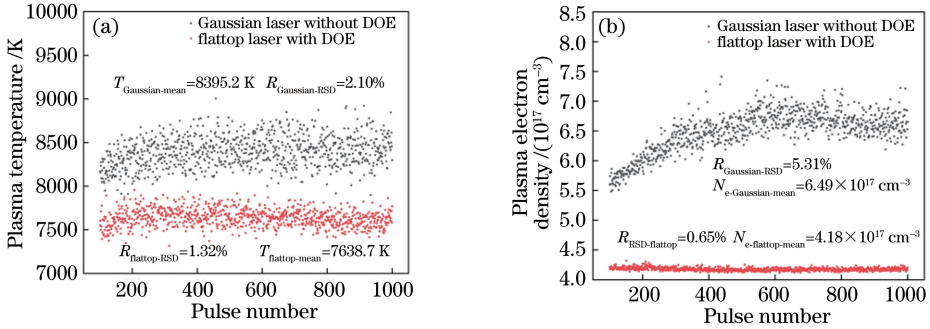 (a)
Gaussian laser without DOE
flattop laser with DOE
T_Gaussian-mean=8395.2 K R_Gaussian-RSD=2.10%
R_flattop-RSD=1.32% T_flattop-mean=7638.7 K
Plasma temperature /K
10000
9500
9000
8500
8000
7500
7000
200 400 600 800 1000
Pulse number
(b)
Gaussian laser without DOE
flattop laser with DOE
R_Gaussian-RSD=5.31%
N_e-Gaussian-mean=6.49×10^17 cm^−3
R_RSD-flattop=0.65% N_e-flattop-mean=4.18×10^17 cm^−3
Plasma electron
density /(10^17 cm^−3)
8.5
8.0
7.5
7.0
6.5
6.0
5.5
5.0
4.5
4.0
200 400 600 800 1000
Pulse number